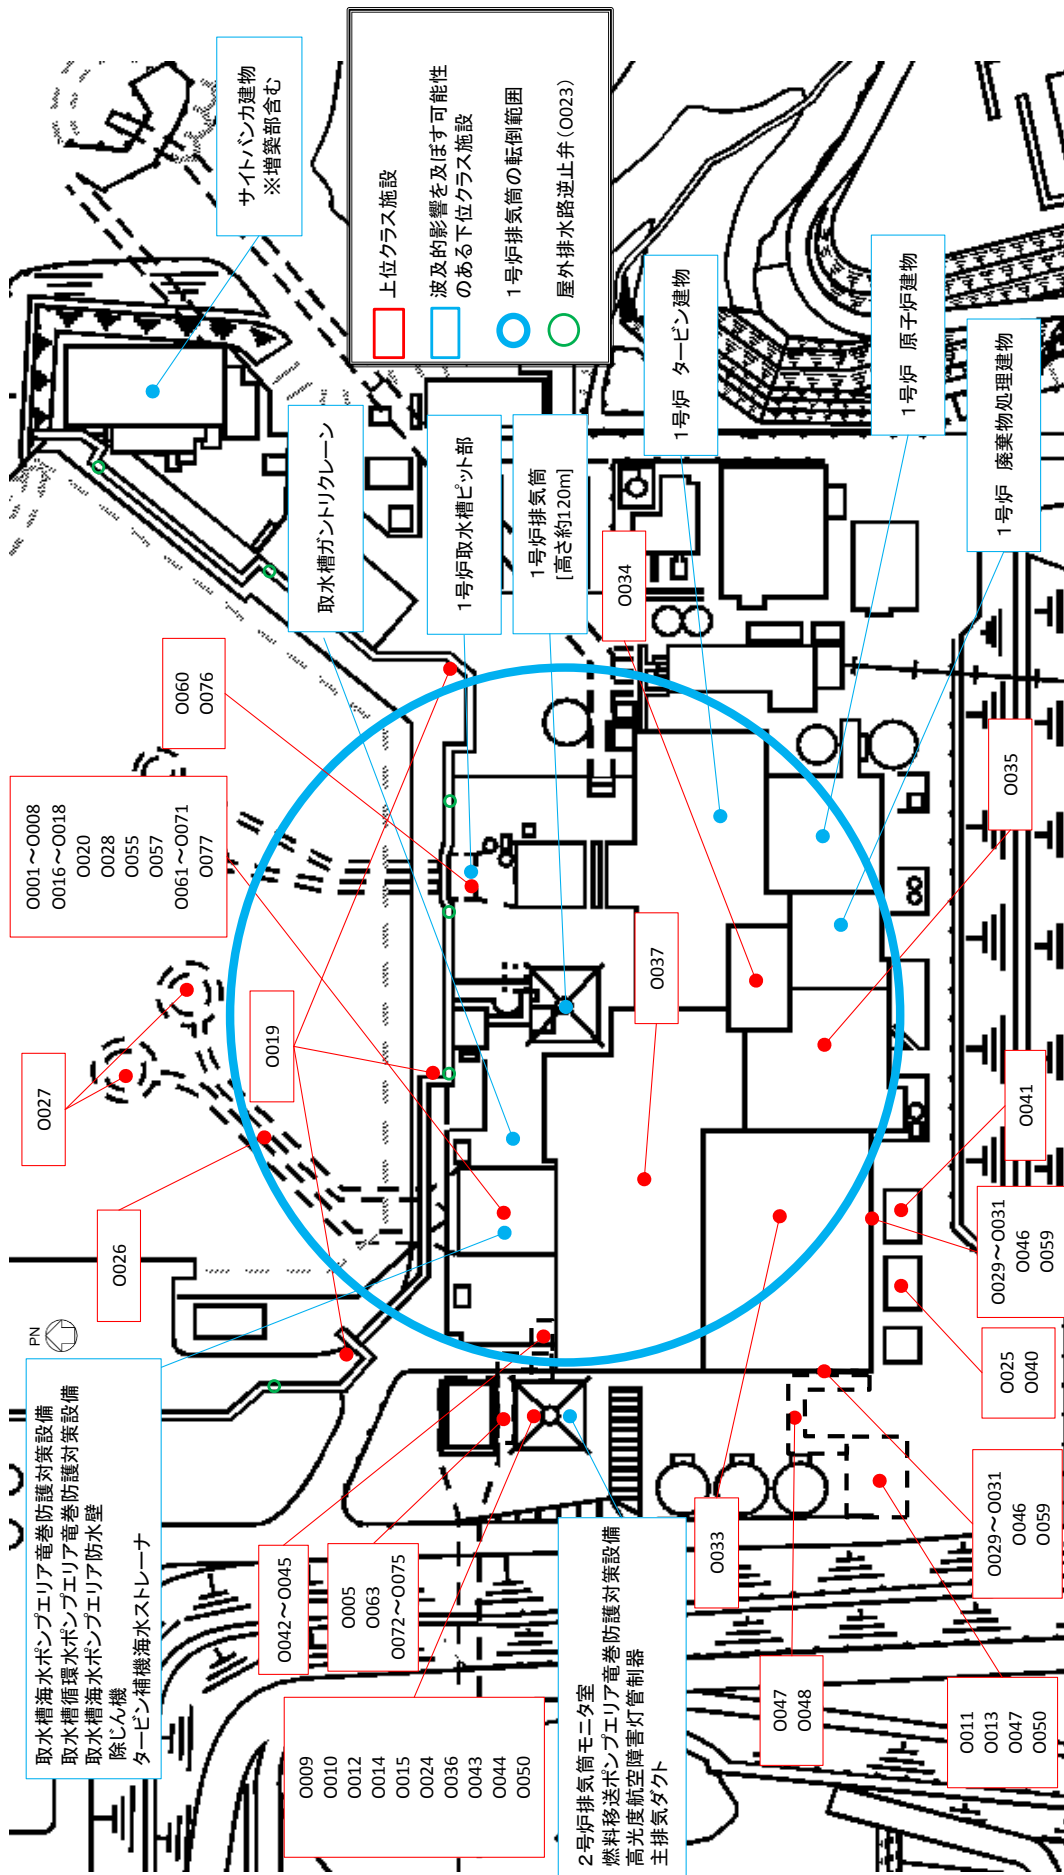 サイトバンカ建物
※増築部含む
上位クラス施設
波及的影響を及ぼす可能性
のある下位クラス施設
1号炉排気筒の転倒範囲
屋外排水路逆止弁(O023)
取水槽ガントリクレーン
1号炉取水槽ピット部
1号炉排気筒
[高さ約120m]
1号炉 タービン建物
1号炉 原子炉建物
1号炉 廃棄物処理建物
O034
O035
O060
O076
O001～O008
O016～O018
O020
O028
O055
O057
O061～O071
O077
O027
O019
O037
O026
O041
O029～O031
O046
O059
O025
O040
PN
取水槽海水ポンプエリア竜巻防護対策設備
取水槽循環水ポンプエリア竜巻防護対策設備
取水槽海水ポンプエリア防水壁
除じん機
タービン補機海水ストレーナ
O042～O045
O005
O063
O072～O075
O009
O010
O012
O014
O015
O024
O036
O043
O044
O050
2号炉排気筒モニタ室
燃料移送ポンプエリア竜巻防護対策設備
高光度航空障害灯管制器
主排気ダクト
O033
O047
O048
O029～O031
O046
O059
O011
O013
O047
O050